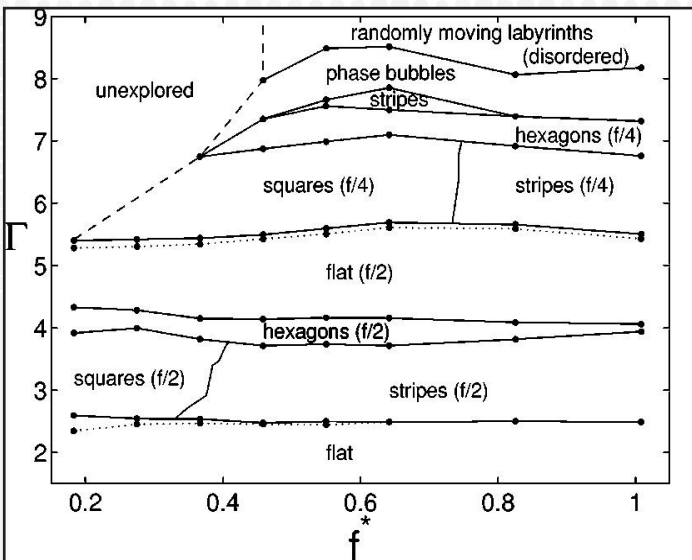 9
randomly moving labyrinths
(disordered)
8
unexplored
phase bubbles
stripes
7
hexagons (f/4)
squares (f/4)
stripes (f/4)
6
Γ
5
flat (f/2)
4
hexagons (f/2)
squares (f/2)
stripes (f/2)
3
2
flat
0.2 0.4 0.6 0.8 1
f*